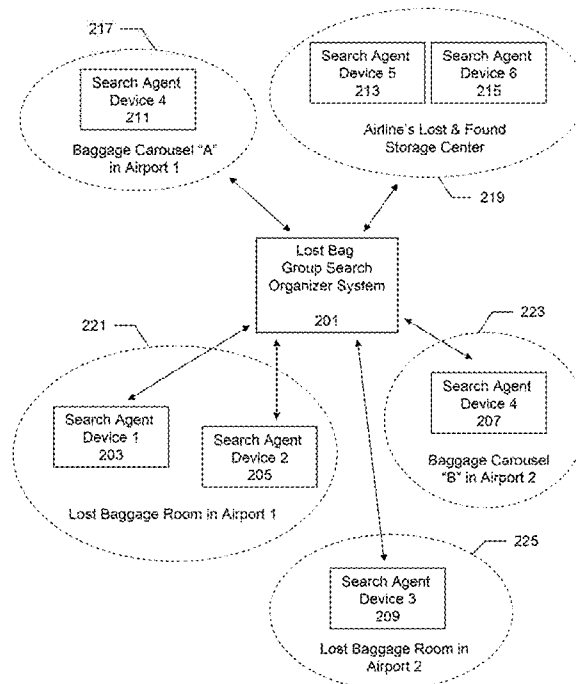 217
Search Agent
Device 4
211
Baggage Carousel "A"
in Airport 1
Search Agent
Device 5
213
Search Agent
Device 6
215
Airline's Lost & Found
Storage Center
219
Lost Bag
Group Search
Organizer System
201
221
Search Agent
Device 1
203
Search Agent
Device 2
205
Lost Baggage Room in Airport 1
223
Search Agent
Device 4
207
Baggage Carousel
"B" in Airport 2
225
Search Agent
Device 3
209
Lost Baggage Room in
Airport 2